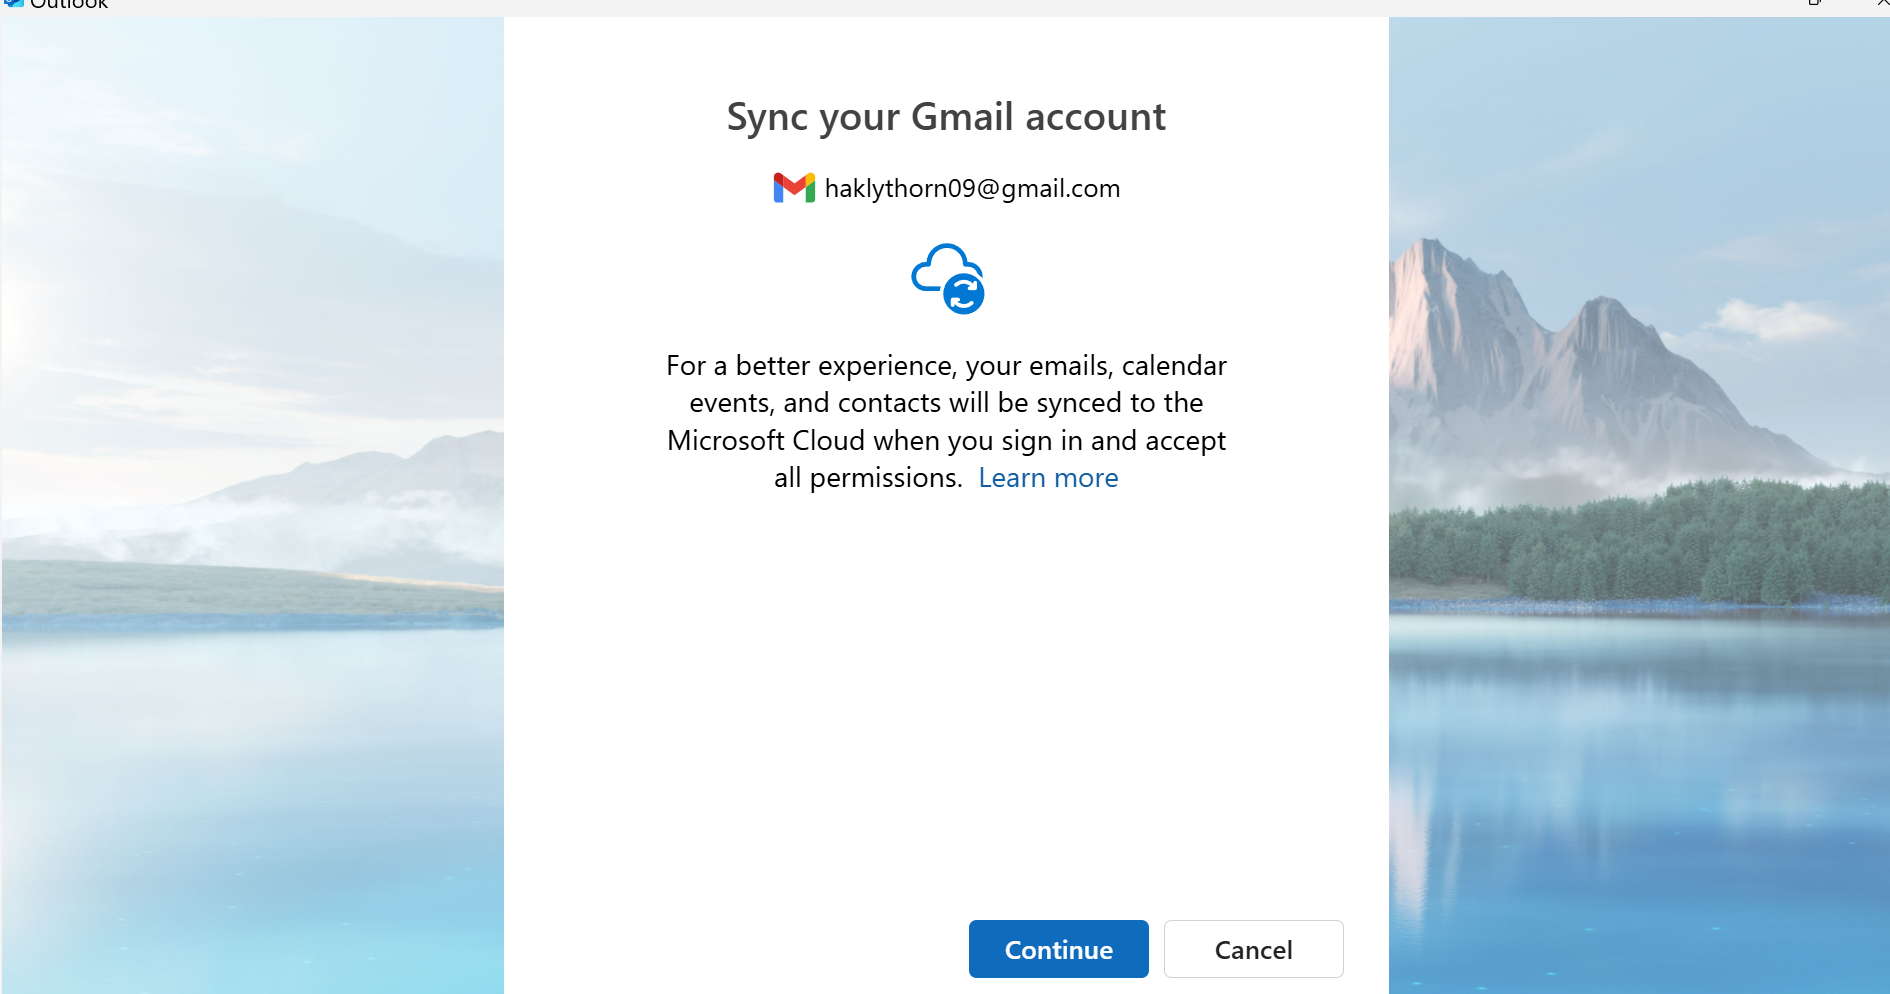 Outlook
Sync your Gmail account
haklythorn09@gmail.com
For a better experience, your emails, calendar
events, and contacts will be synced to the
Microsoft Cloud when you sign in and accept
all permissions. Learn more
Continue
Cancel